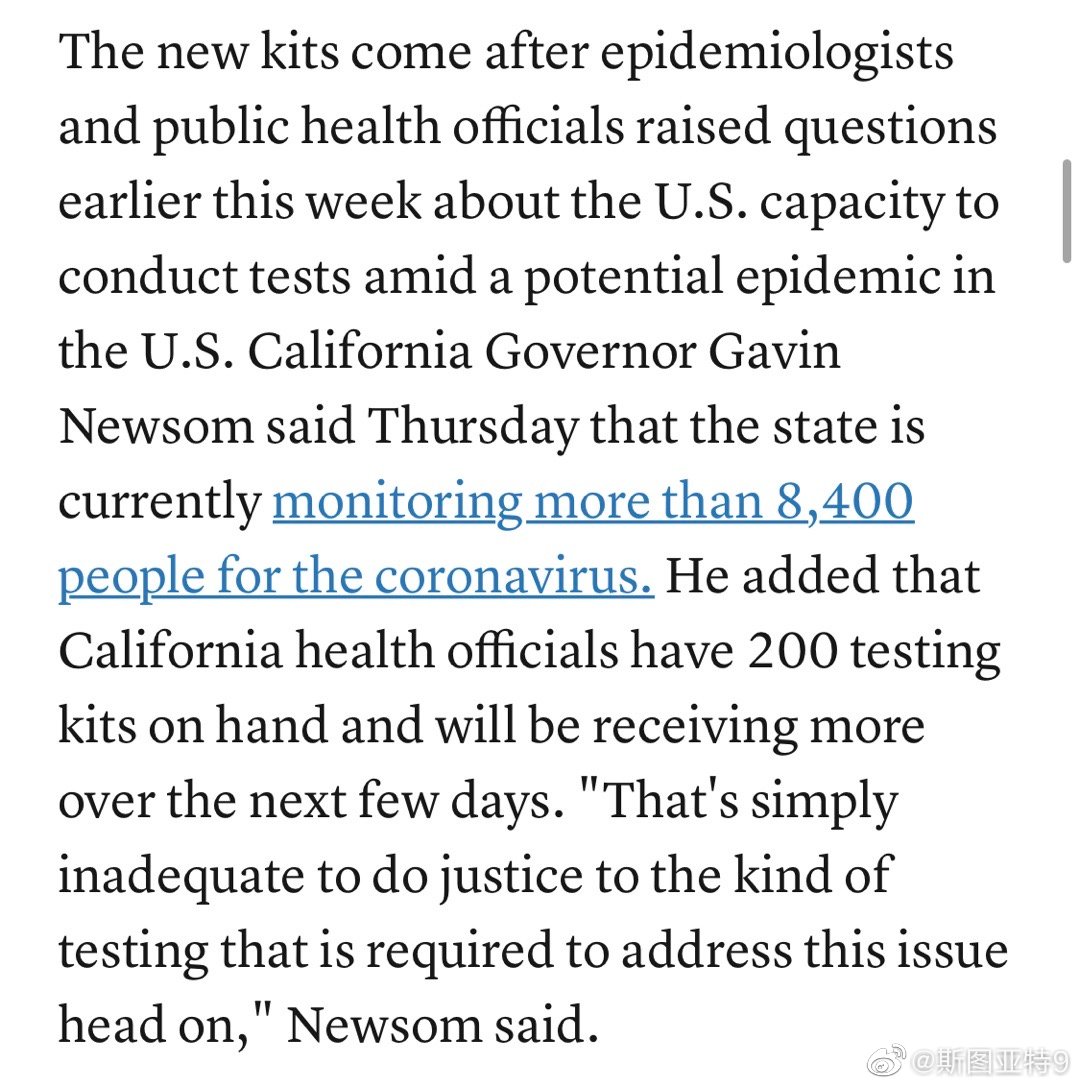 The new kits come after epidemiologists
and public health officials raised questions
earlier this week about the U.S. capacity to
conduct tests amid a potential epidemic in
the U.S. California Governor Gavin
Newsom said Thursday that the state is
currently monitoring more than 8,400
people for the coronavirus. He added that
California health officials have 200 testing
kits on hand and will be receiving more
over the next few days. "That's simply
inadequate to do justice to the kind of
testing that is required to address this issue
head on," Newsom said.
@斯图亚特9